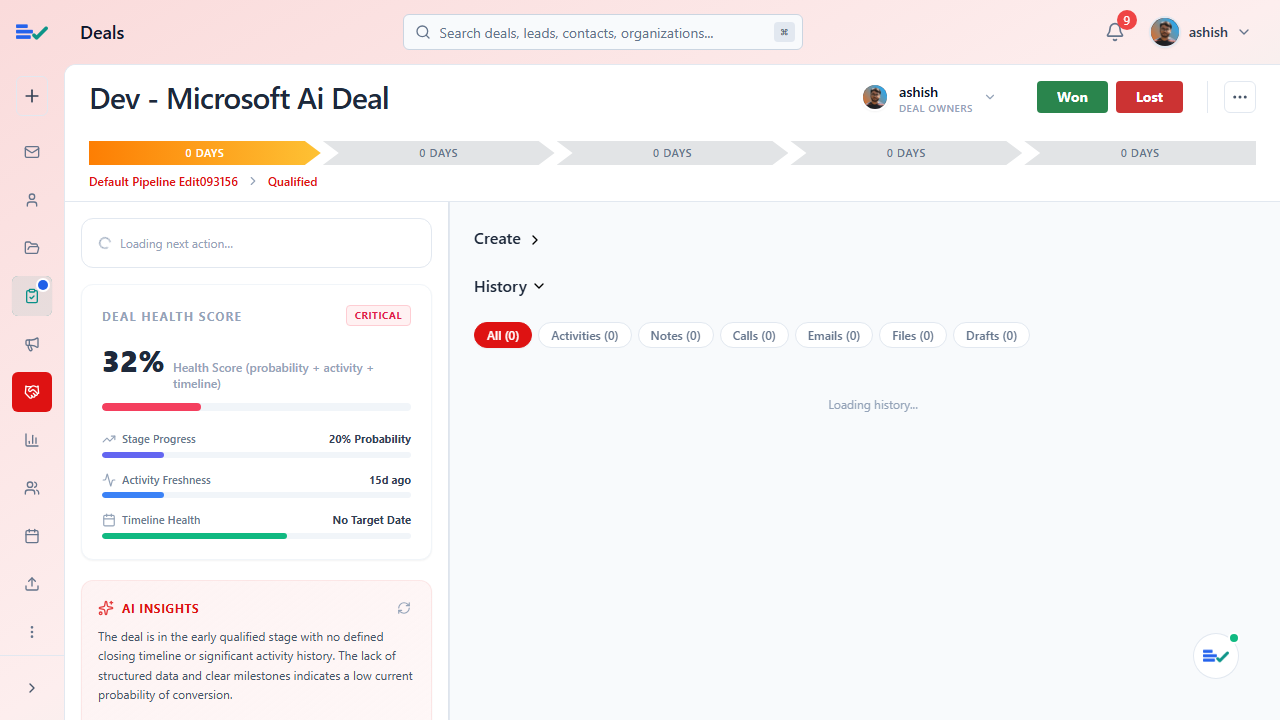 Deals
Search deals, leads, contacts, organizations...
⌘
9
ashish
Dev - Microsoft Ai Deal
ashish
DEAL OWNERS
Won
Lost
0 DAYS
0 DAYS
0 DAYS
0 DAYS
0 DAYS
Default Pipeline Edit093156
Qualified
Loading next action...
DEAL HEALTH SCORE
CRITICAL
32%
Health Score (probability + activity +
timeline)
Stage Progress
20% Probability
Activity Freshness
15d ago
Timeline Health
No Target Date
AI INSIGHTS
The deal is in the early qualified stage with no defined
closing timeline or significant activity history. The lack of
structured data and clear milestones indicates a low current
probability of conversion.
Create
History
All (0)
Activities (0)
Notes (0)
Calls (0)
Emails (0)
Files (0)
Drafts (0)
Loading history...